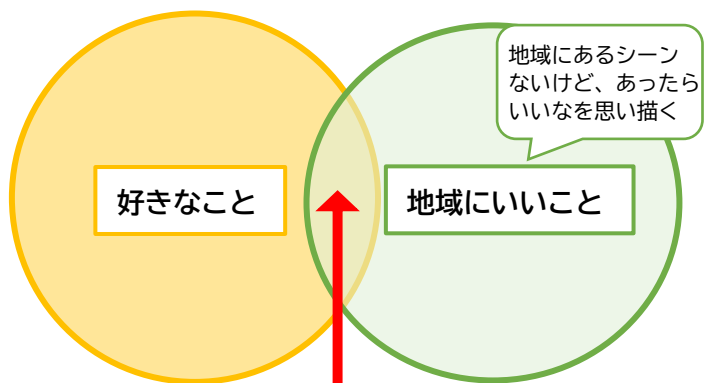 地域にあるシーン
ないけど、あったら
いいなを思い描く
好きなこと
地域にいいこと